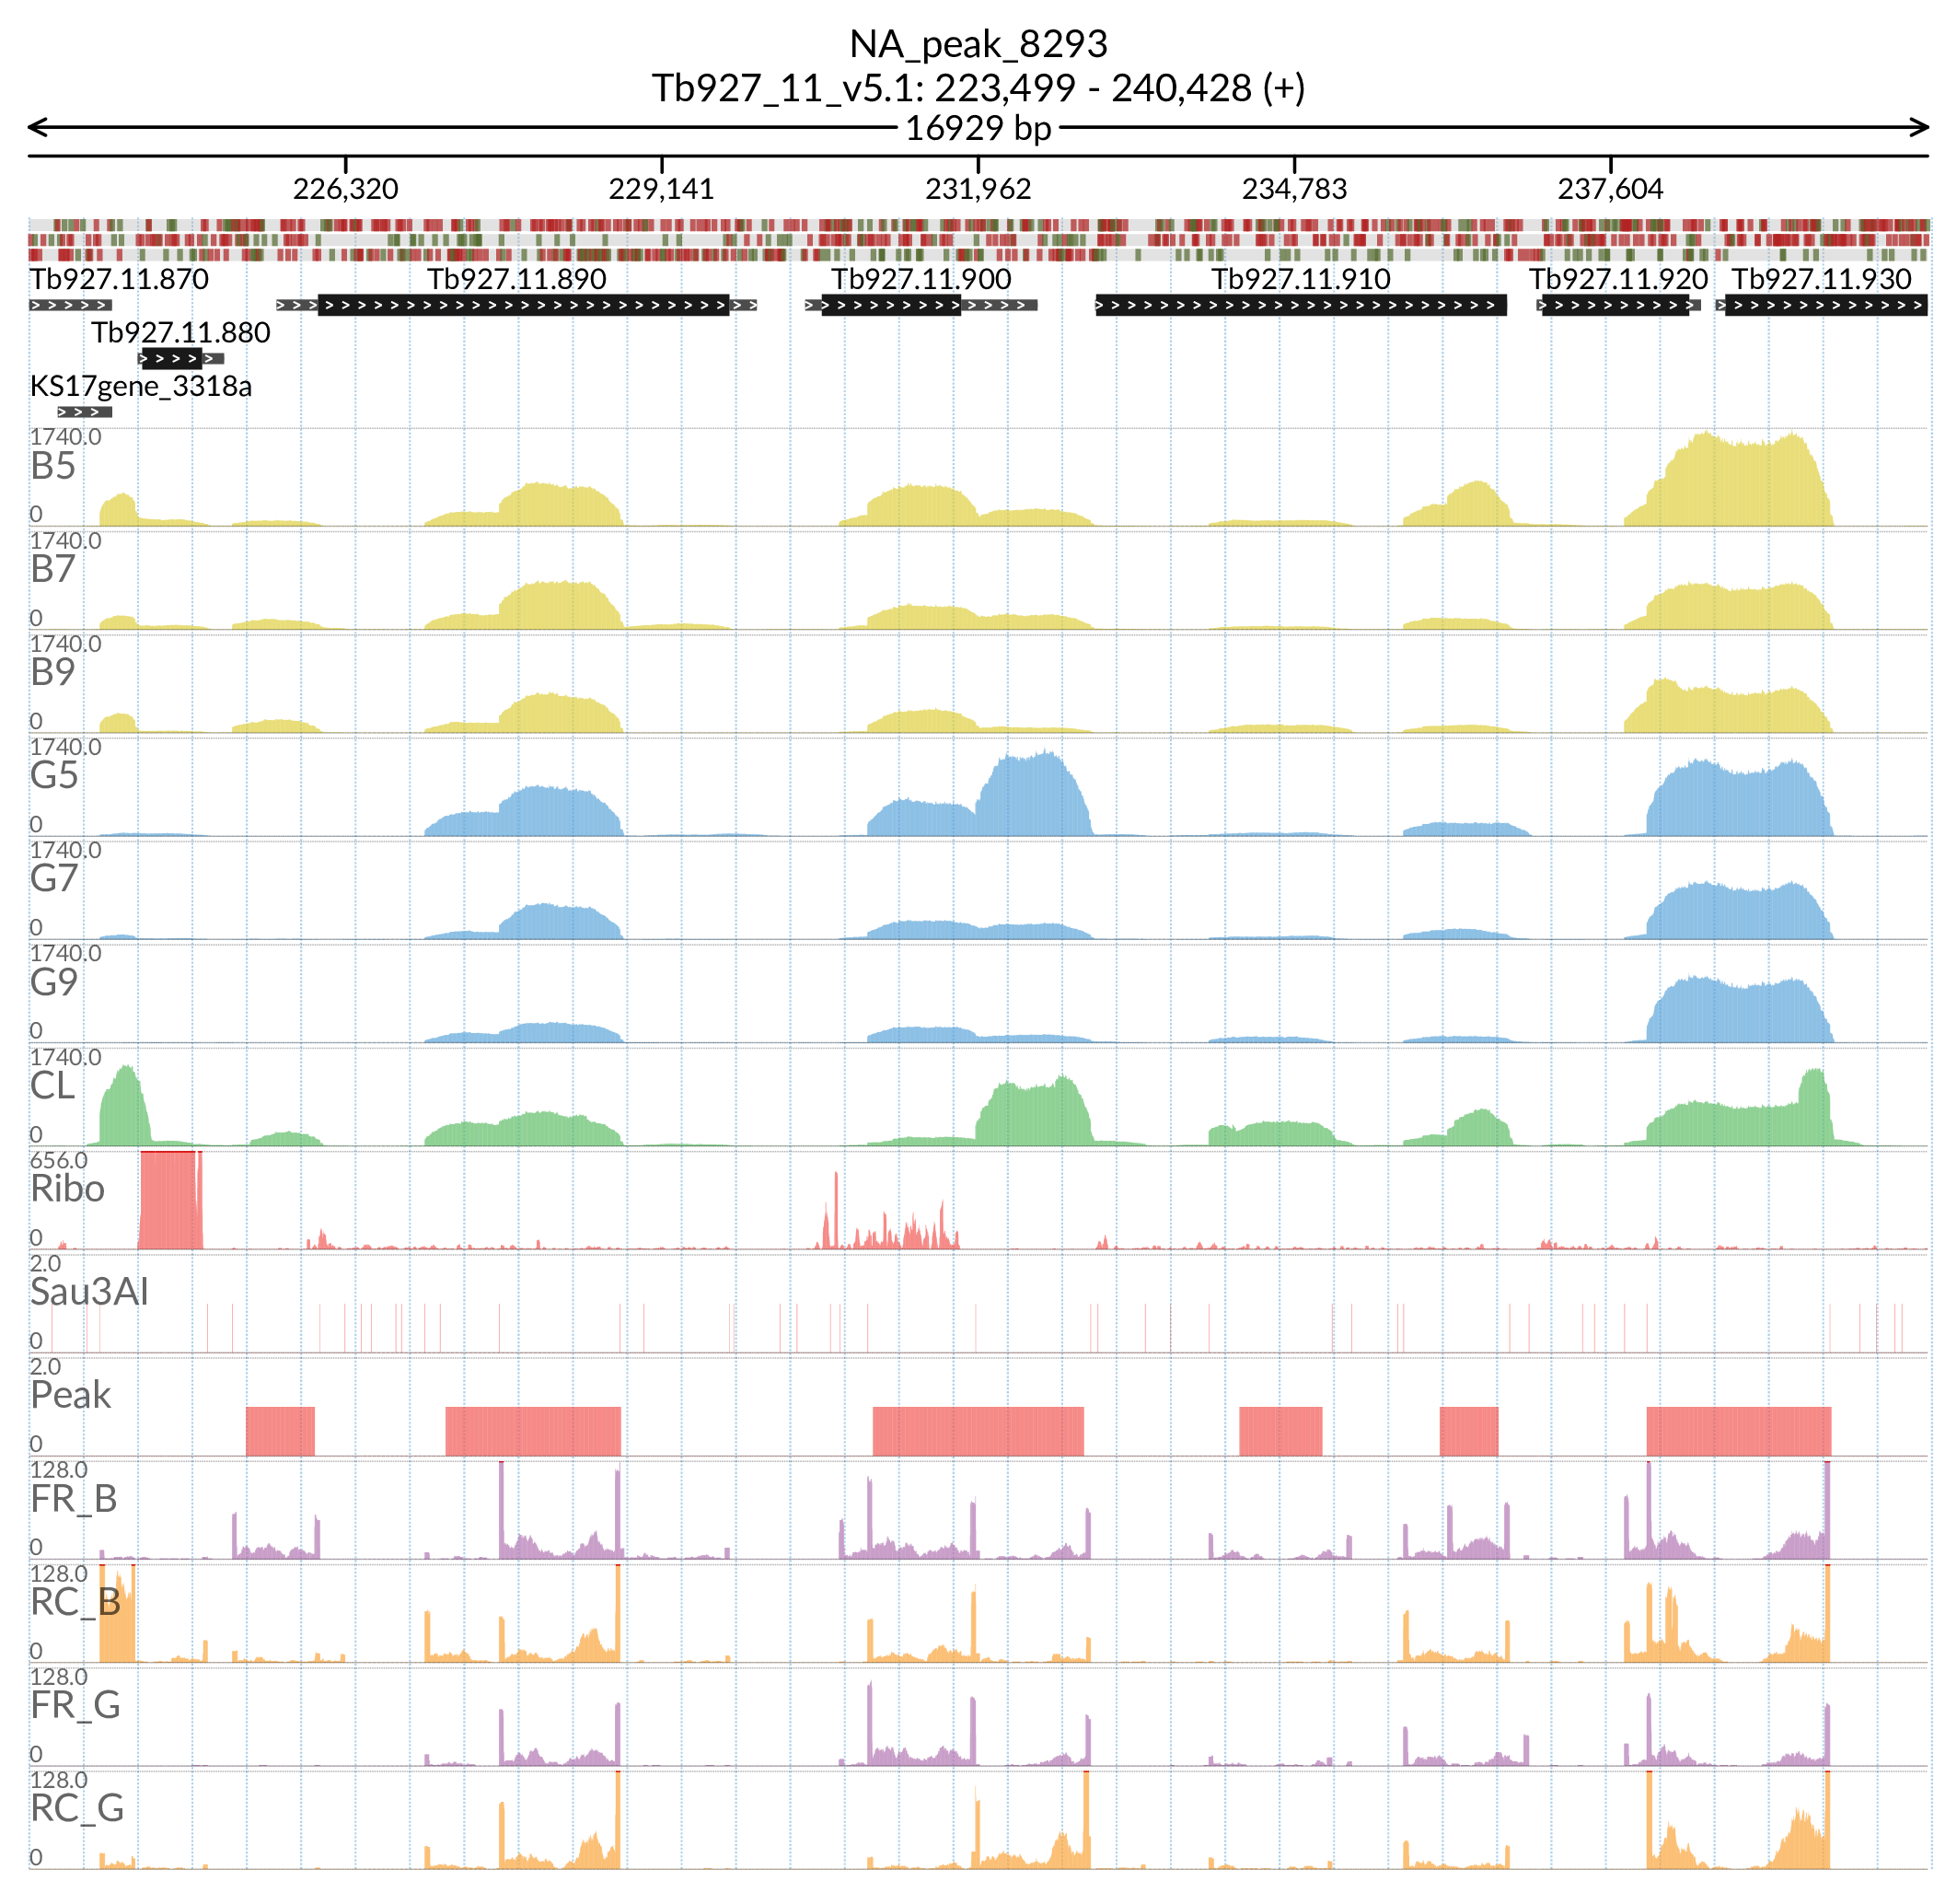 NA_peak_8293
Tb927_11_v5.1: 223,499 - 240,428 (+)
16929 bp
226,320 229,141 231,962 234,783 237,604
Tb927.11.870 Tb927.11.890 Tb927.11.900 Tb927.11.910 Tb927.11.920 Tb927.11.930
Tb927.11.880
KS17gene_3318a
1740.0
B5
0
1740.0
B7
0
1740.0
B9
0
1740.0
G5
0
1740.0
G7
0
1740.0
G9
0
1740.0
CL
0
656.0
Ribo
0
2.0
Sau3AI
0
2.0
Peak
0
128.0
FR_B
0
128.0
RC_B
0
128.0
FR_G
0
128.0
RC_G
0